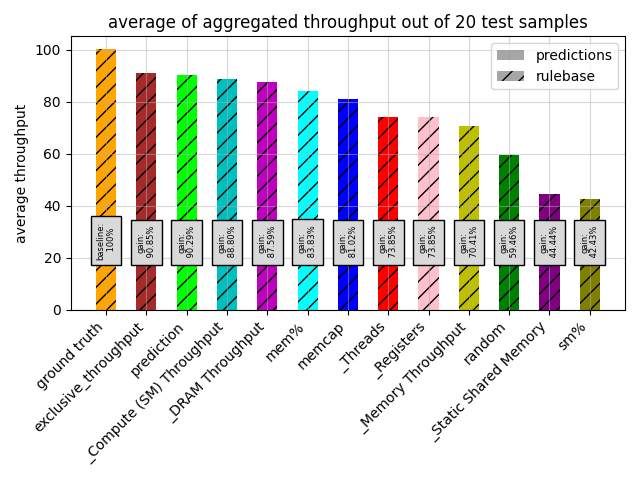 average of aggregated throughput out of 20 test samples
predictions
rulebase
average throughput
100
80
60
40
20
0
baseline:
100%
gain:
90.85%
gain:
90.29%
gain:
88.80%
gain:
87.59%
gain:
83.83%
gain:
81.02%
gain:
73.85%
gain:
73.85%
gain:
70.41%
gain:
59.46%
gain:
44.44%
gain:
42.43%
ground truth
exclusive_throughput
prediction
_Compute (SM) Throughput
_DRAM Throughput
mem%
memcap
_Threads
_Registers
_Memory Throughput
random
_Static Shared Memory
sm%